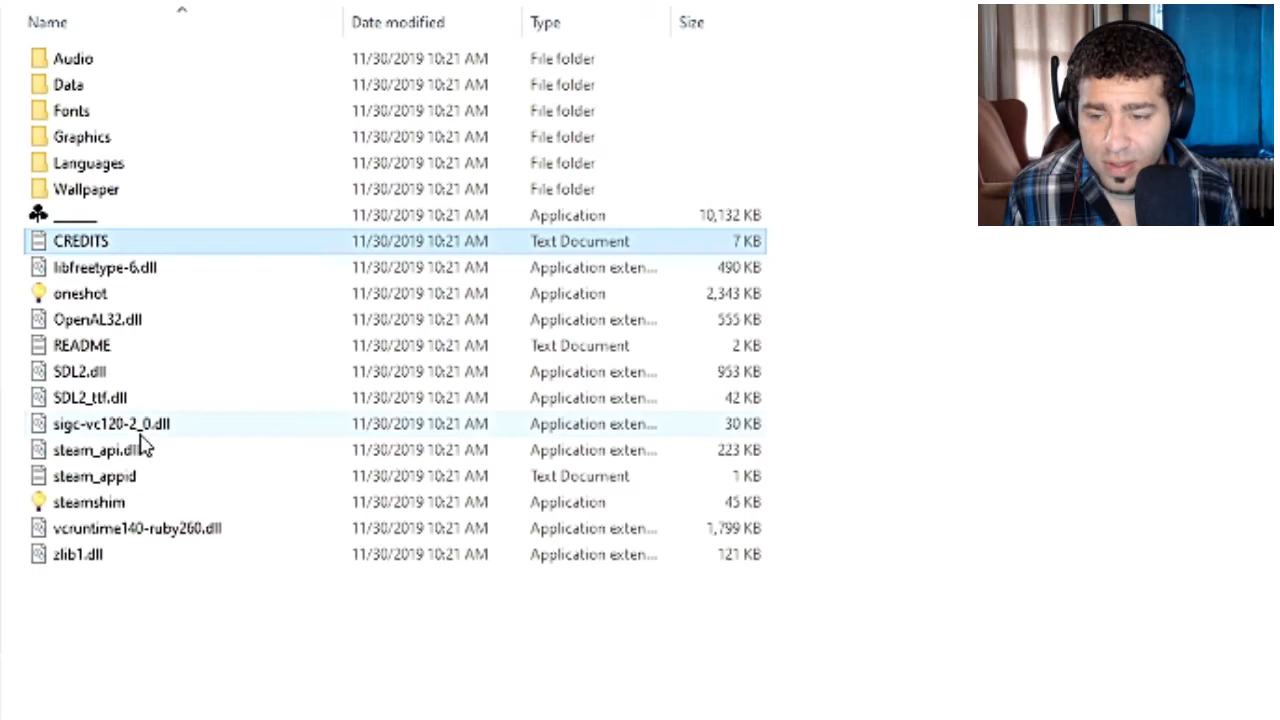 Name Date modified Type Size
Audio 11/30/2019 10:21 AM File folder
Data 11/30/2019 10:21 AM File folder
Fonts 11/30/2019 10:21 AM File folder
Graphics 11/30/2019 10:21 AM File folder
Languages 11/30/2019 10:21 AM File folder
Wallpaper 11/30/2019 10:21 AM File folder
______ 11/30/2019 10:21 AM Application 10,132 KB
CREDITS 11/30/2019 10:21 AM Text Document 7 KB
libfreetype-6.dll 11/30/2019 10:21 AM Application exten... 490 KB
oneshot 11/30/2019 10:21 AM Application 2,343 KB
OpenAL32.dll 11/30/2019 10:21 AM Application exten... 555 KB
README 11/30/2019 10:21 AM Text Document 2 KB
SDL2.dll 11/30/2019 10:21 AM Application exten... 953 KB
SDL2_ttf.dll 11/30/2019 10:21 AM Application exten... 42 KB
sigc-vc120-2_0.dll 11/30/2019 10:21 AM Application exten... 30 KB
steam_api.dll 11/30/2019 10:21 AM Application exten... 223 KB
steam_appid 11/30/2019 10:21 AM Text Document 1 KB
steamshim 11/30/2019 10:21 AM Application 45 KB
vcruntime140-ruby260.dll 11/30/2019 10:21 AM Application exten... 1,799 KB
zlib1.dll 11/30/2019 10:21 AM Application exten... 121 KB